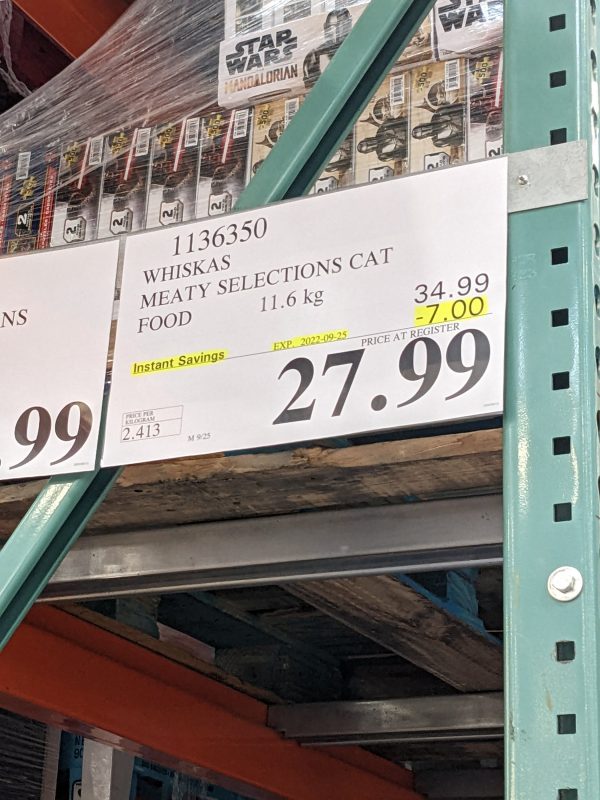 STAR
WARS
MANDALORIAN
1136350
WHISKAS
MEATY SELECTIONS CAT
FOOD 11.6 kg
34.99
-7.00
Instant Savings
EXP. 2022-09-25
PRICE AT REGISTER
27.99
PRICE PER
KILOGRAM
2.413
M 9/25
NS
.99